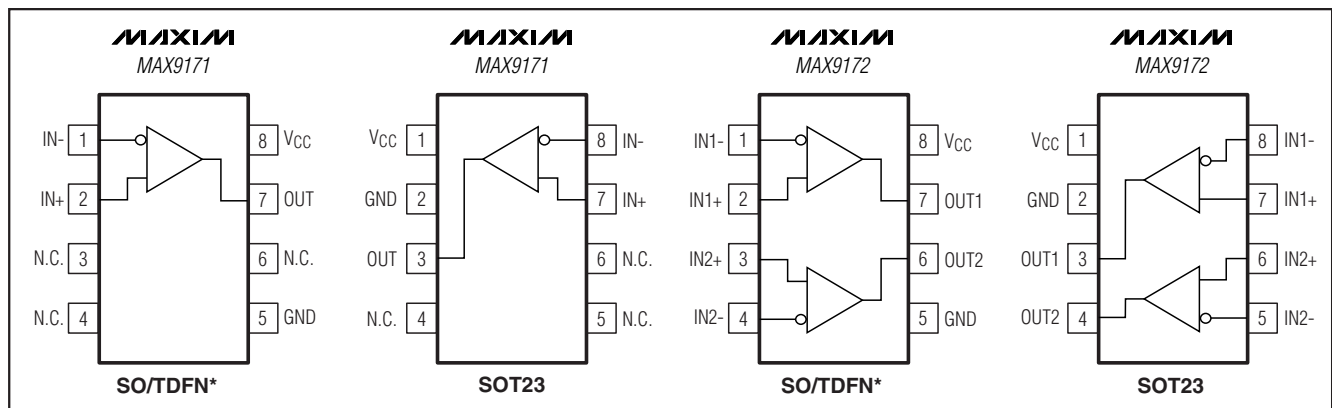 MAXIM
MAX9171
IN- 1
8 VCC
IN+ 2
7 OUT
N.C. 3
6 N.C.
N.C. 4
5 GND
SO/TDFN*
MAXIM
MAX9171
VCC 1
8 IN-
GND 2
7 IN+
OUT 3
6 N.C.
N.C. 4
5 N.C.
SOT23
MAXIM
MAX9172
IN1- 1
8 VCC
IN1+ 2
7 OUT1
IN2+ 3
6 OUT2
IN2- 4
5 GND
SO/TDFN*
MAXIM
MAX9172
VCC 1
8 IN1-
GND 2
7 IN1+
OUT1 3
6 IN2+
OUT2 4
5 IN2-
SOT23